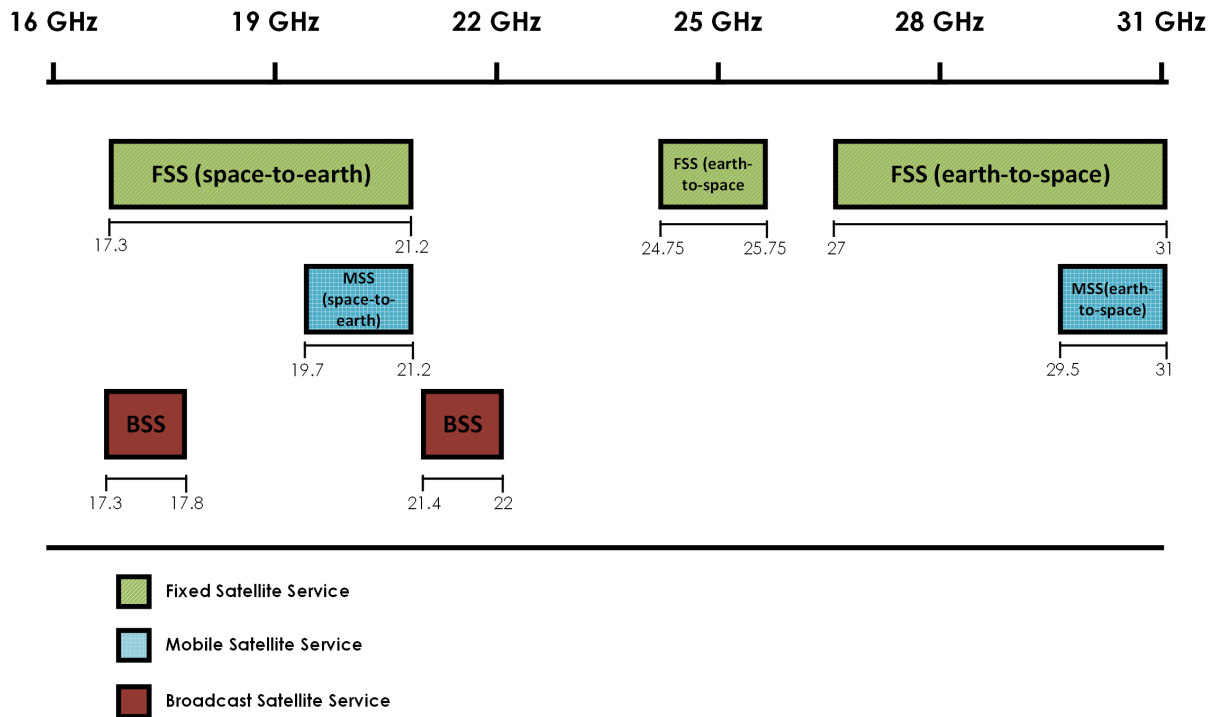 16 GHz 19 GHz 22 GHz 25 GHz 28 GHz 31 GHz
FSS (space-to-earth)
FSS (earth-
to-space
FSS (earth-to-space)
17.3 21.2 24.75 25.75 27 31
MSS
(space-to-
earth)
MSS(earth-
to-space)
19.7 21.2 29.5 31
BSS BSS
17.3 17.8 21.4 22
Fixed Satellite Service
Mobile Satellite Service
Broadcast Satellite Service